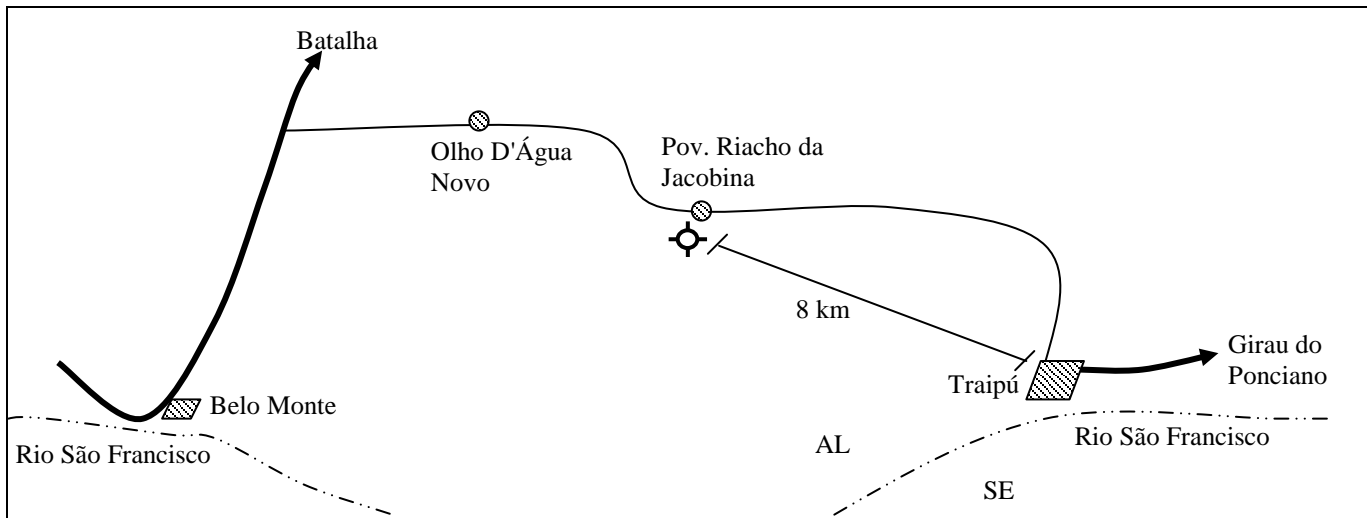 Batalha
Olho D'Água
Novo
Pov. Riacho da
Jacobina
8 km
Girau do
Ponciano
Traipú
Belo Monte
Rio São Francisco
AL
Rio São Francisco
SE